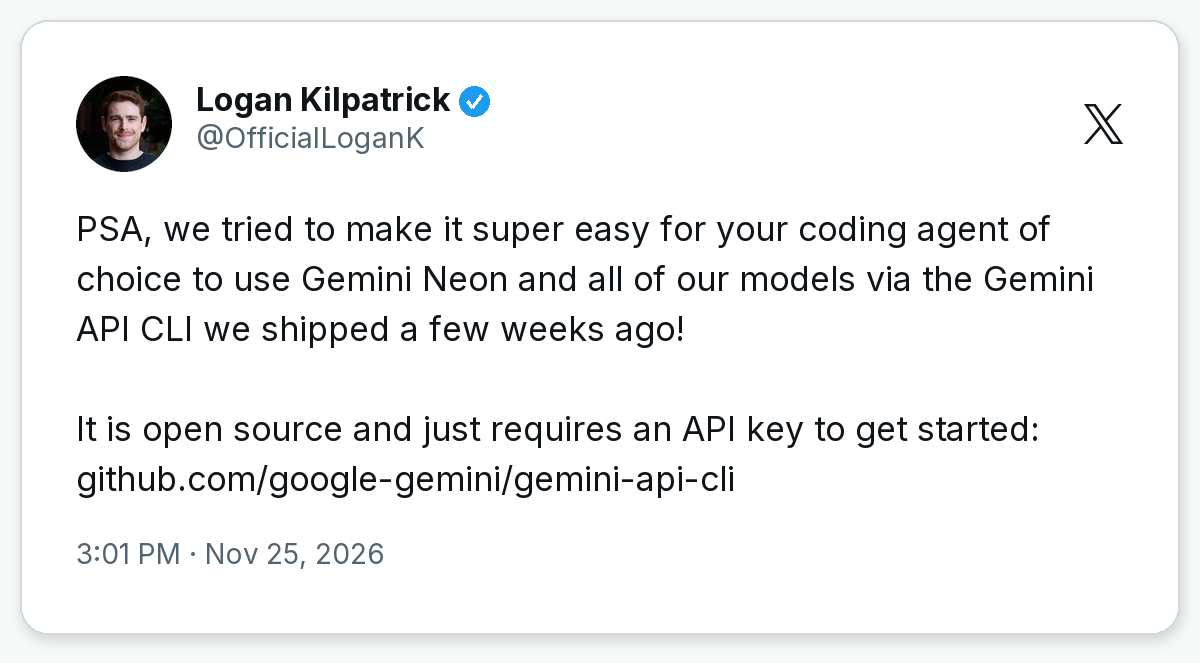 Logan Kilpatrick
@OfficialLoganK
PSA, we tried to make it super easy for your coding agent of
choice to use Gemini Neon and all of our models via the Gemini
API CLI we shipped a few weeks ago!
It is open source and just requires an API key to get started:
github.com/google-gemini/gemini-api-cli
3:01 PM · Nov 25, 2026